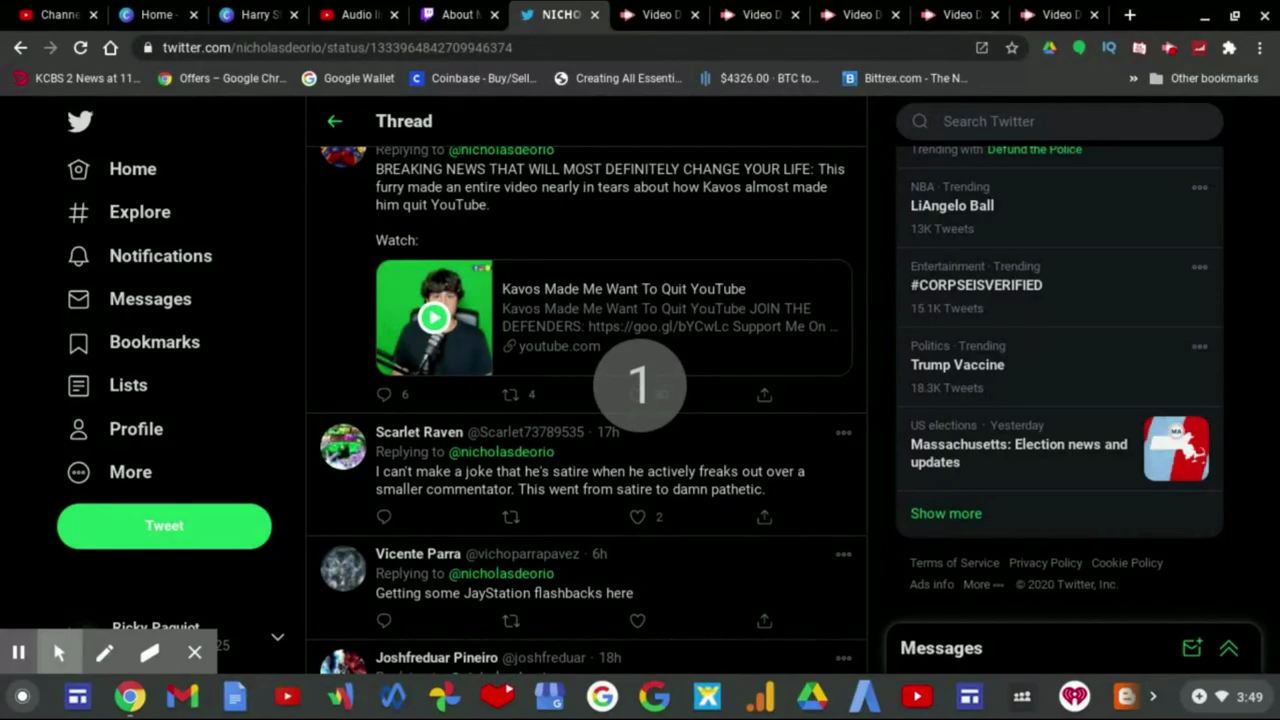 Channe
Home -
Harry S
Audio li
About M
NICHO
Video D
Video D
Video D
Video D
Video D
twitter.com/nicholasdeorio/status/1333964842709946374
KCBS 2 News at 11...
Offers – Google Chr...
Google Wallet
Coinbase - Buy/Sell...
Creating All Essenti...
$4326.00 · BTC to...
Bittrex.com - The N...
Other bookmarks
Home
Explore
Notifications
Messages
Bookmarks
Lists
Profile
More
Tweet
Ricky Paquiot
25
Thread
Replying to @nicholasdeorio
BREAKING NEWS THAT WILL MOST DEFINITELY CHANGE YOUR LIFE: This
furry made an entire video nearly in tears about how Kavos almost made
him quit YouTube.
Watch:
Kavos Made Me Want To Quit YouTube
Kavos Made Me Want To Quit YouTube JOIN THE
DEFENDERS: https://goo.gl/bYCwLc Support Me On ...
youtube.com
1
6
4
Scarlet Raven @Scarlet73789535 · 17h
Replying to @nicholasdeorio
I can't make a joke that he's satire when he actively freaks out over a
smaller commentator. This went from satire to damn pathetic.
2
Vicente Parra @vichoparrapavez · 6h
Replying to @nicholasdeorio
Getting some JayStation flashbacks here
Joshfreduar Pineiro @joshfreduar · 18h
Search Twitter
Trending with Defund the Police
NBA · Trending
LiAngelo Ball
13K Tweets
Entertainment · Trending
#CORPSEISVERIFIED
15.1K Tweets
Politics · Trending
Trump Vaccine
18.3K Tweets
US elections · Yesterday
Massachusetts: Election news and
updates
MA
Show more
Terms of Service Privacy Policy Cookie Policy
Ads info More ··· © 2020 Twitter, Inc.
Messages
3:49